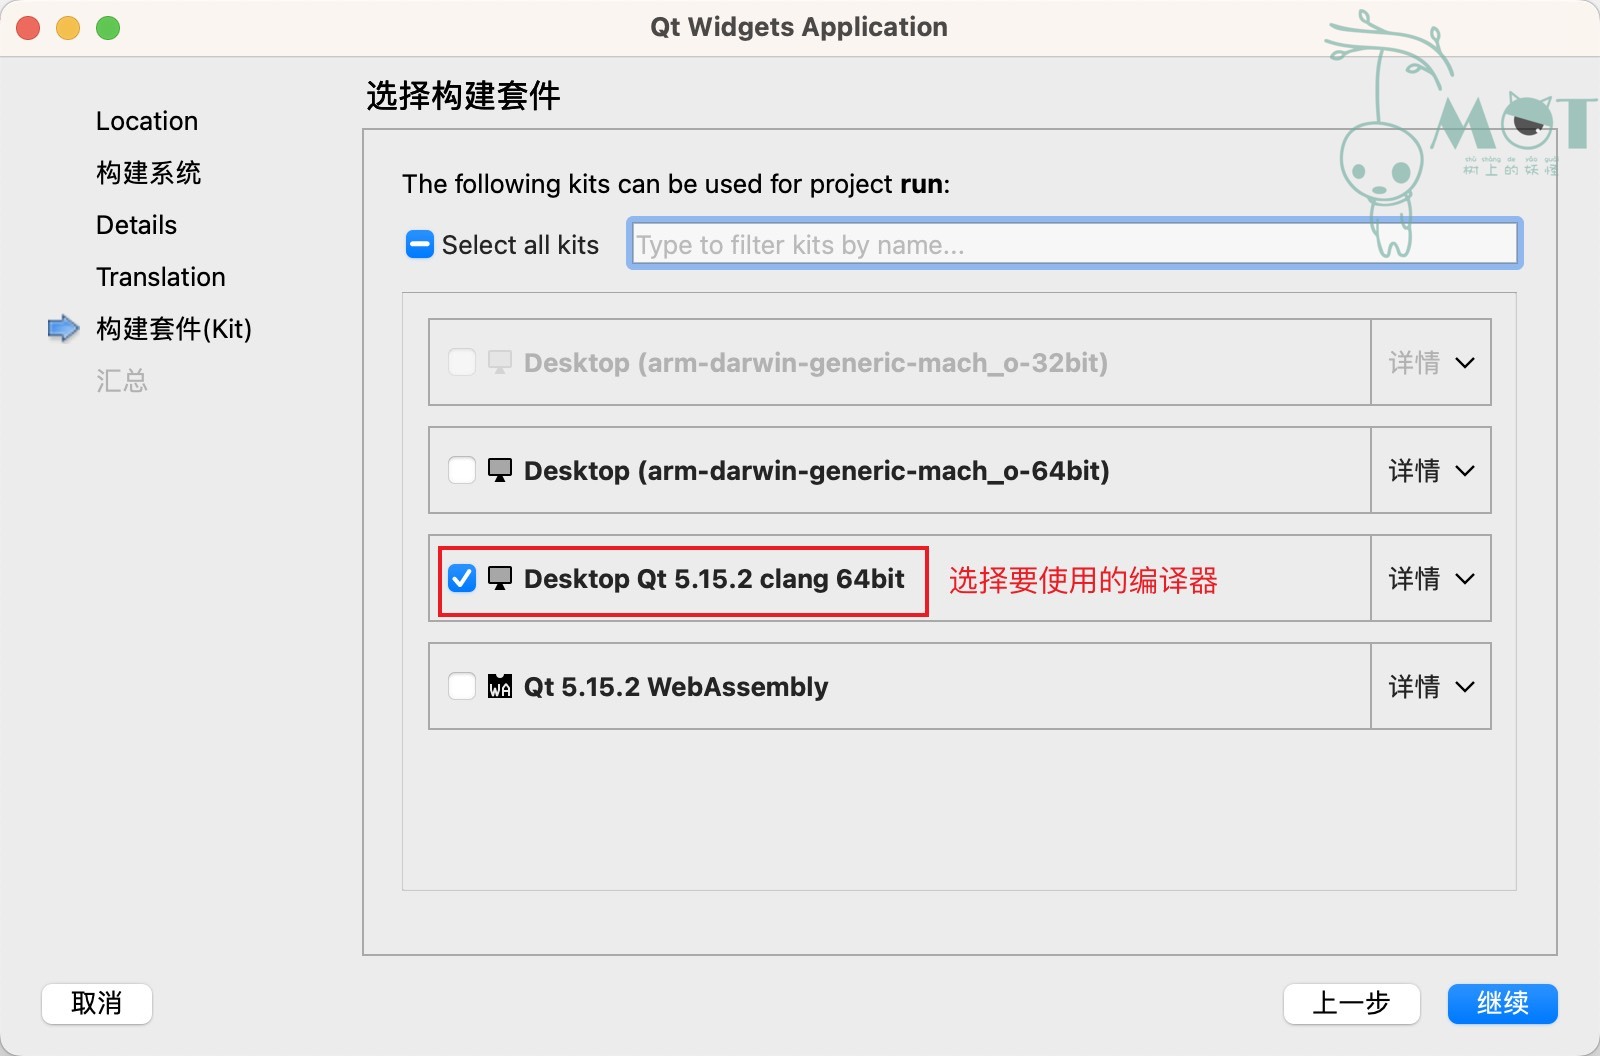 Qt Widgets Application
MOT
shù shàng de yāo guài
树上的妖怪
Location
构建系统
Details
Translation
构建套件(Kit)
汇总
选择构建套件
The following kits can be used for project run:
Select all kits
Type to filter kits by name...
Desktop (arm-darwin-generic-mach_o-32bit)
详情
Desktop (arm-darwin-generic-mach_o-64bit)
详情
Desktop Qt 5.15.2 clang 64bit
选择要使用的编译器
详情
WA
Qt 5.15.2 WebAssembly
详情
取消
上一步
继续